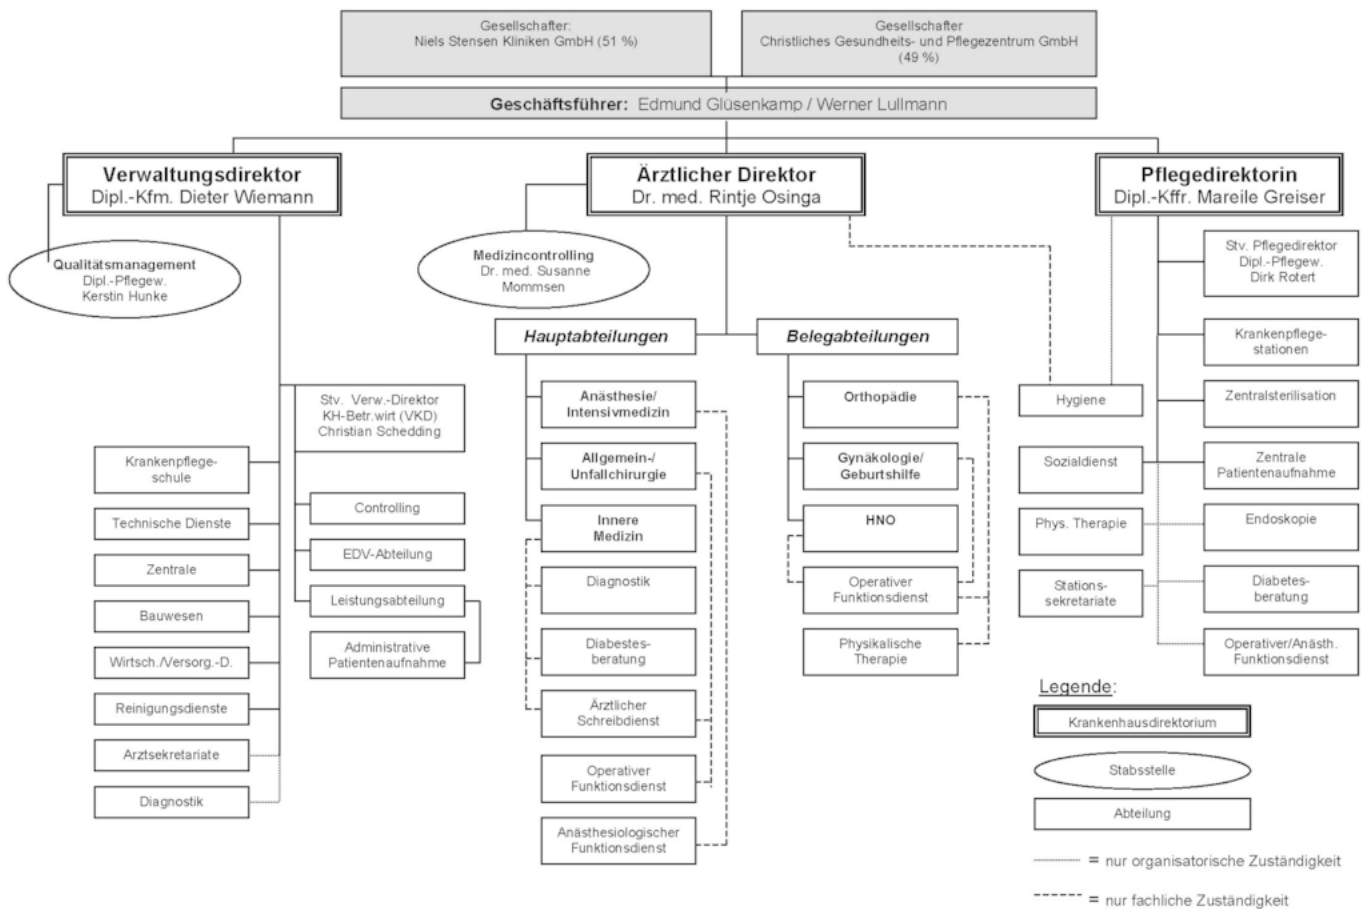 Gesellschafter:
Niels Stensen Kliniken GmbH (51 %)
Gesellschafter
Christliches Gesundheits- und Pflegezentrum GmbH
(49 %)
Geschäftsführer: Edmund Glüsenkamp / Werner Lullmann
Verwaltungsdirektor
Dipl.-Kfm. Dieter Wiemann
Ärztlicher Direktor
Dr. med. Rintje Osinga
Pflegedirektorin
Dipl.-Kffr. Mareile Greiser
Qualitätsmanagement
Dipl.-Pflegew.
Kerstin Hunke
Medizincontrolling
Dr. med. Susanne
Mommsen
Stv. Verw.-Direktor
KH-Betr.wirt (VKD)
Christian Schedding
Krankenpflege-
schule
Technische Dienste
Zentrale
Bauwesen
Wirtsch./Versorg.-D.
Reinigungsdienste
Arztsekretariate
Diagnostik
Controlling
EDV-Abteilung
Leistungsabteilung
Administrative
Patientenaufnahme
Hauptabteilungen
Anästhesie/
Intensivmedizin
Allgemein-/
Unfallchirurgie
Innere
Medizin
Diagnostik
Diabestes-
beratung
Ärztlicher
Schreibdienst
Operativer
Funktionsdienst
Anästhesiologischer
Funktionsdienst
Belegabteilungen
Orthopädie
Gynäkologie/
Geburtshilfe
HNO
Operativer
Funktionsdienst
Physikalische
Therapie
Hygiene
Sozialdienst
Phys. Therapie
Stations-
sekretariate
Stv. Pflegedirektor
Dipl.-Pflegew.
Dirk Rotert
Krankenpflege-
stationen
Zentralsterilisation
Zentrale
Patientenaufnahme
Endoskopie
Diabetes-
beratung
Operativer/Anästh.
Funktionsdienst
Legende:
Krankenhausdirektorium
Stabsstelle
Abteilung
= nur organisatorische Zuständigkeit
= nur fachliche Zuständigkeit